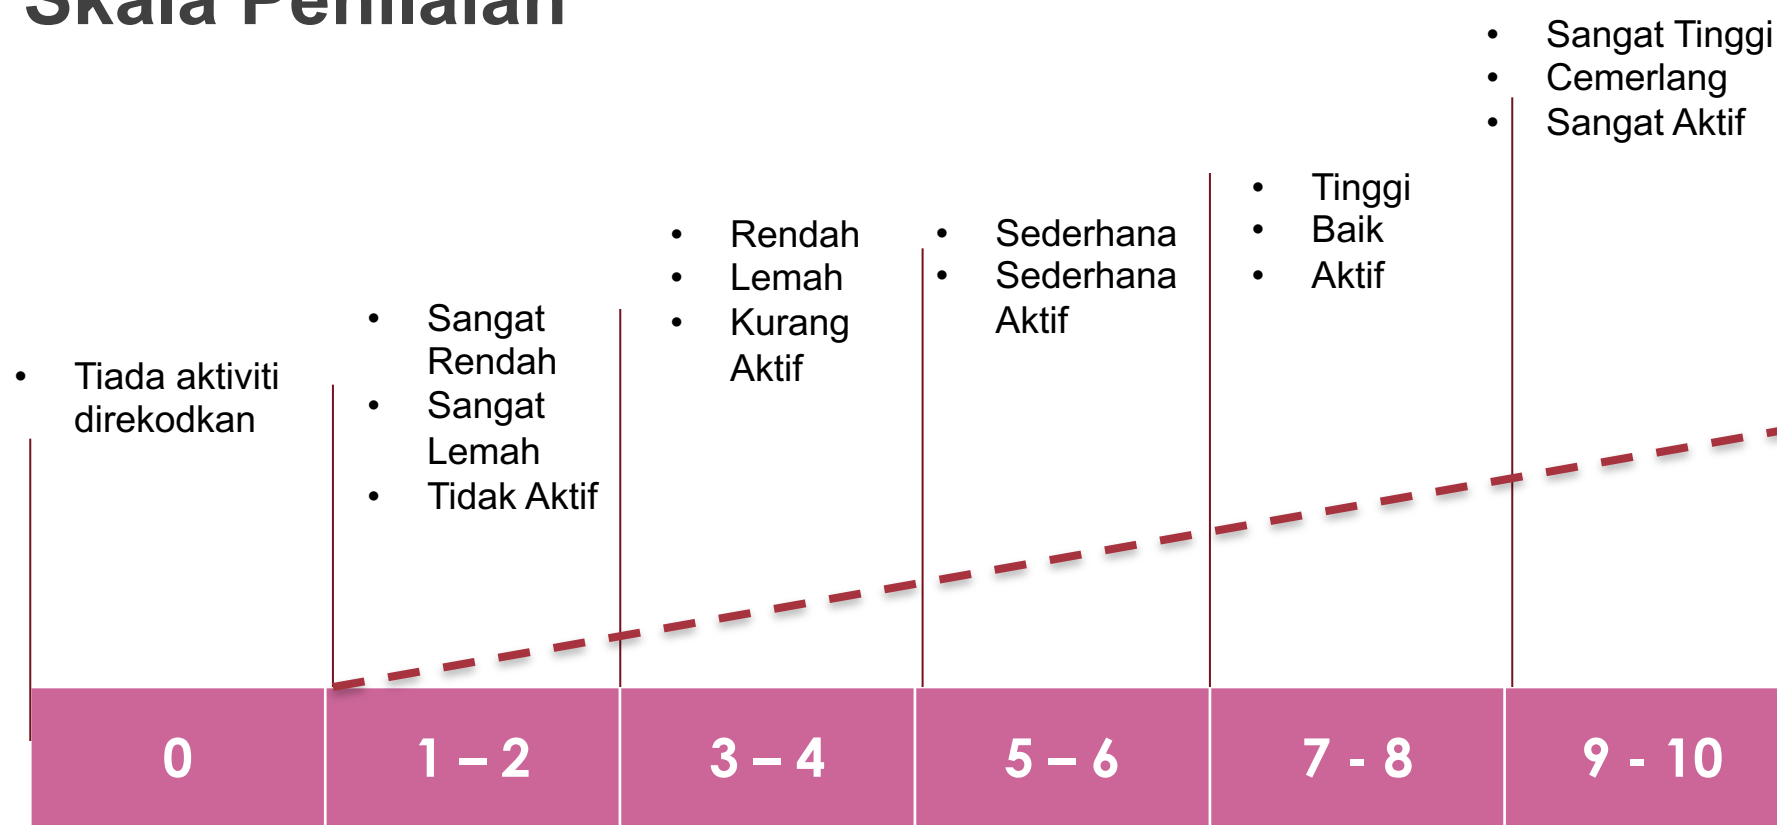 Skala Penilaian
• Tiada aktiviti
direkodkan
• Sangat
Rendah
• Sangat
Lemah
• Tidak Aktif
• Rendah
• Lemah
• Kurang
Aktif
• Sederhana
• Sederhana
Aktif
• Tinggi
• Baik
• Aktif
• Sangat Tinggi
• Cemerlang
• Sangat Aktif
0
1 – 2
3 – 4
5 – 6
7 - 8
9 - 10